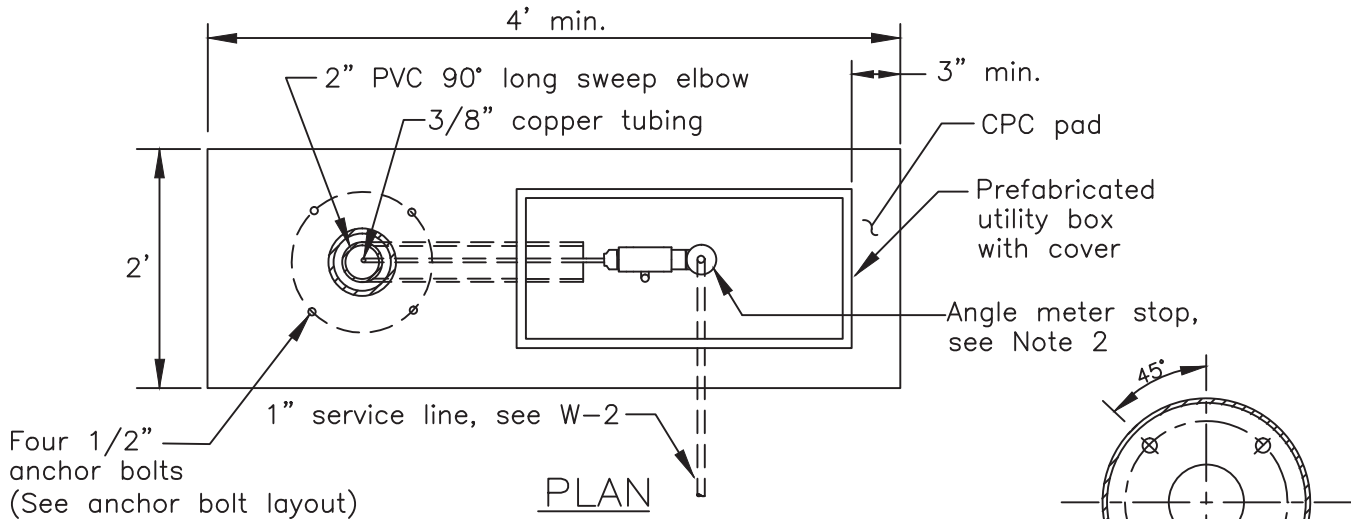 4' min.
2" PVC 90° long sweep elbow
3" min.
3/8" copper tubing
CPC pad
Prefabricated
utility box
with cover
2'
Angle meter stop,
see Note 2
45°
1" service line, see W-2
Four 1/2"
anchor bolts
(See anchor bolt layout)
PLAN